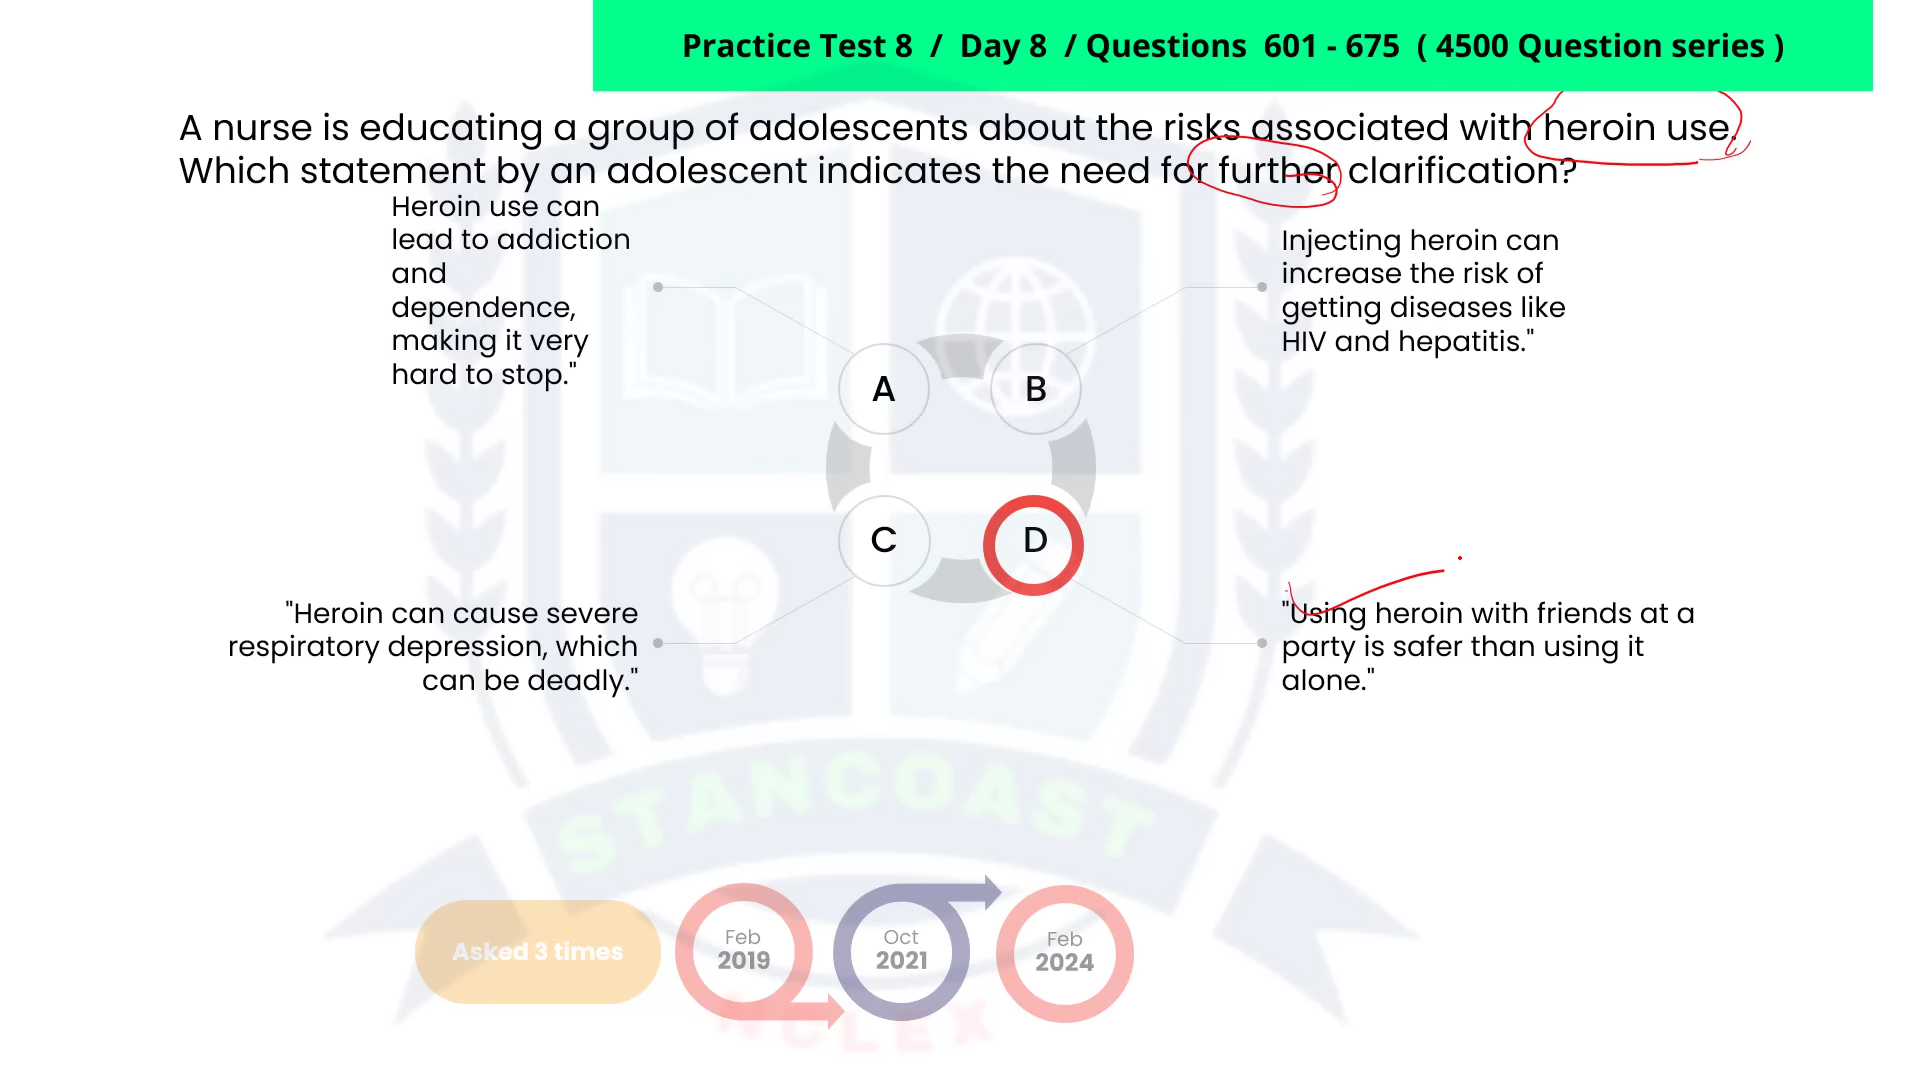 Practice Test 8 / Day 8 / Questions 601 - 675 ( 4500 Question series )
A nurse is educating a group of adolescents about the risks associated with heroin use.
Which statement by an adolescent indicates the need for further clarification?
Heroin use can
lead to addiction
and
dependence,
making it very
hard to stop."
A
Injecting heroin can
increase the risk of
getting diseases like
HIV and hepatitis."
B
"Heroin can cause severe
respiratory depression, which
can be deadly."
C
"Using heroin with friends at a
party is safer than using it
alone."
D
STANCOAST
Asked 3 times
Feb
2019
Oct
2021
Feb
2024
NCLEX